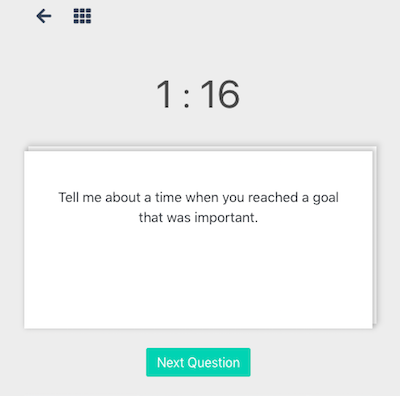 1 : 16
Tell me about a time when you reached a goal
that was important.
Next Question